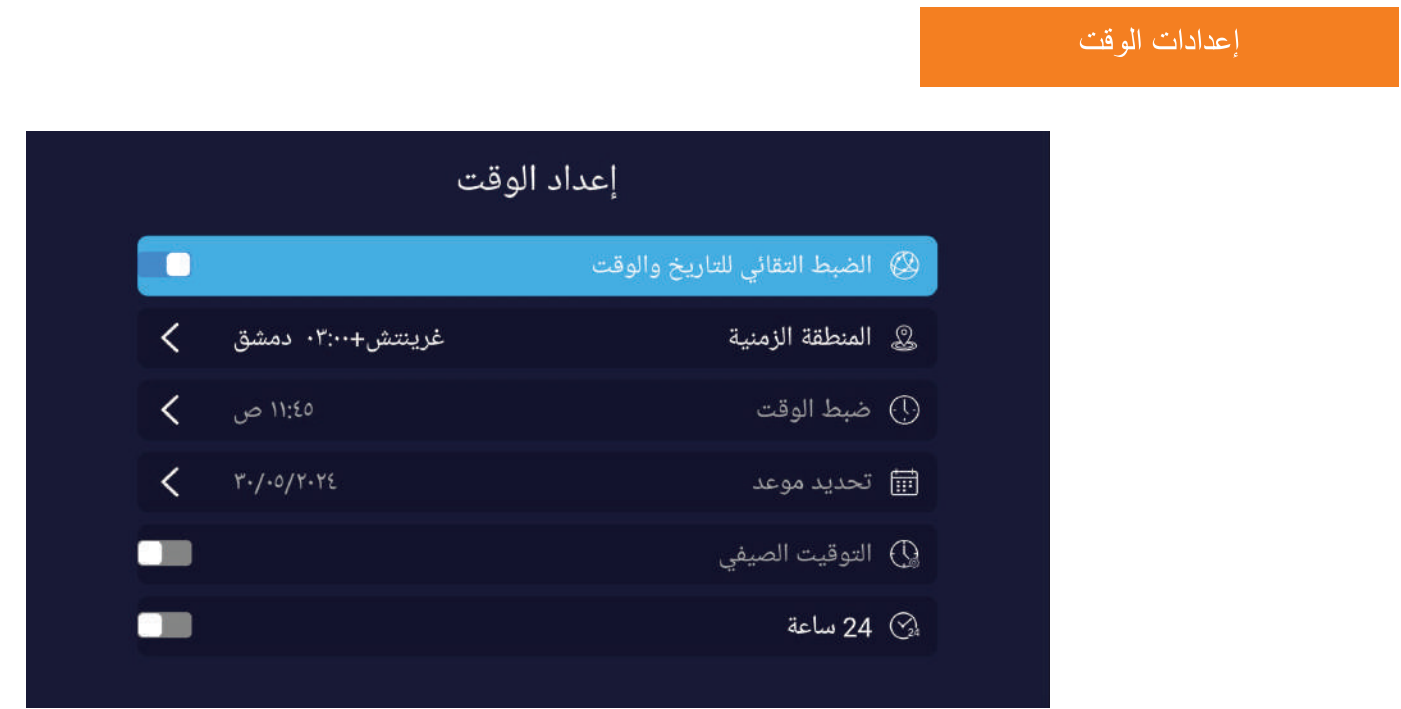 إعدادات الوقت
إعداد الوقت
الضبط التقائي للتاريخ والوقت
المنطقة الزمنية غرينتش+٠٣:٠٠ دمشق
ضبط الوقت ١١:٤٥ ص
تحديد موعد ٣٠/٠٥/٢٠٢٤
التوقيت الصيفي
24 ساعة